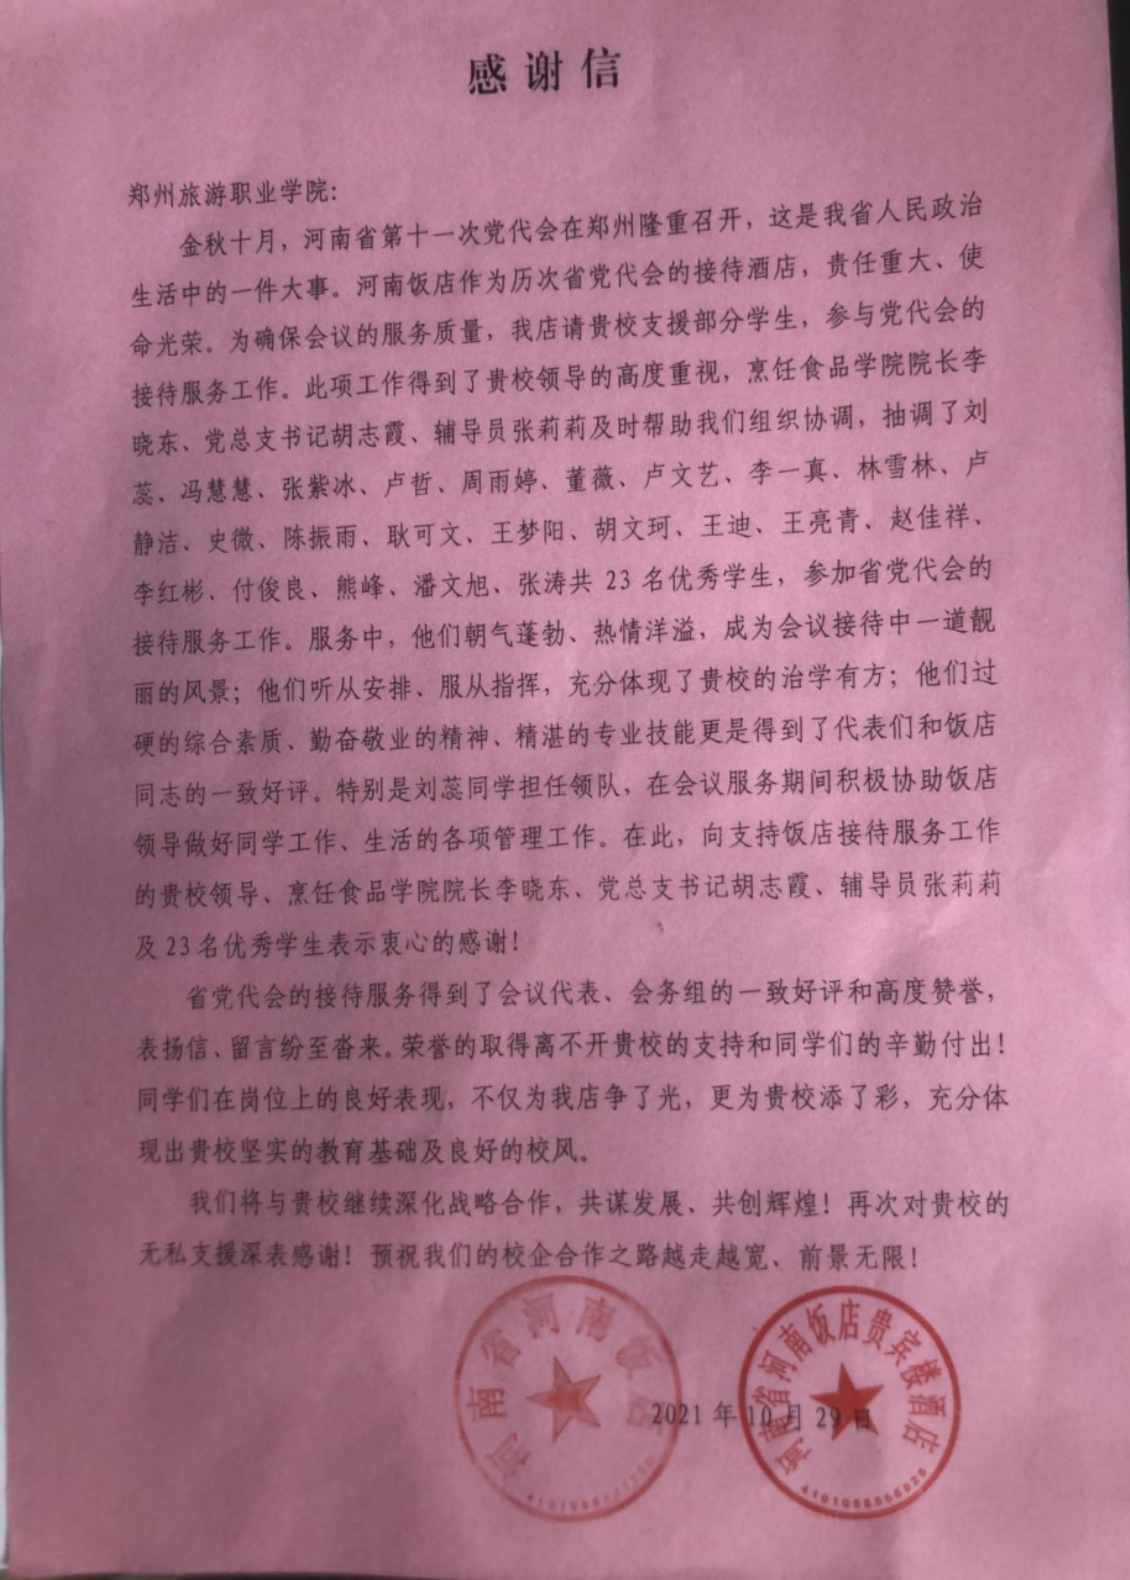 感谢信
郑州旅游职业学院：
金秋十月，河南省第十一次党代会在郑州隆重召开，这是我省人民政治
生活中的一件大事。河南饭店作为历次省党代会的接待酒店，责任重大、使
命光荣。为确保会议的服务质量，我店请贵校支援部分学生，参与党代会的
接待服务工作。此项工作得到了贵校领导的高度重视，烹饪食品学院院长李
晓东、党总支书记胡志霞、辅导员张莉莉及时帮助我们组织协调，抽调了刘
蕊、冯慧慧、张紫冰、卢哲、周雨婷、董薇、卢文艺、李一真、林雪林、卢
静洁、史微、陈振雨、耿可文、王梦阳、胡文珂、王迪、王亮青、赵佳祥、
李红彬、付俊良、熊峰、潘文旭、张涛共 23 名优秀学生，参加省党代会的
接待服务工作。服务中，他们朝气蓬勃、热情洋溢，成为会议接待中一道靓
丽的风景；他们听从安排、服从指挥，充分体现了贵校的治学有方；他们过
硬的综合素质、勤奋敬业的精神、精湛的专业技能更是得到了代表们和饭店
同志的一致好评。特别是刘蕊同学担任领队，在会议服务期间积极协助饭店
领导做好同学工作、生活的各项管理工作。在此，向支持饭店接待服务工作
的贵校领导、烹饪食品学院院长李晓东、党总支书记胡志霞、辅导员张莉莉
及 23 名优秀学生表示衷心的感谢！
省党代会的接待服务得到了会议代表、会务组的一致好评和高度赞誉，
表扬信、留言纷至沓来。荣誉的取得离不开贵校的支持和同学们的辛勤付出！
同学们在岗位上的良好表现，不仅为我店争了光，更为贵校添了彩，充分体
现出贵校坚实的教育基础及良好的校风。
我们将与贵校继续深化战略合作，共谋发展、共创辉煌！再次对贵校的
无私支援深表感谢！预祝我们的校企合作之路越走越宽、前景无限！
河南省河南饭店
河南省河南饭店贵宾楼酒店
2021 年 10 月 29 日